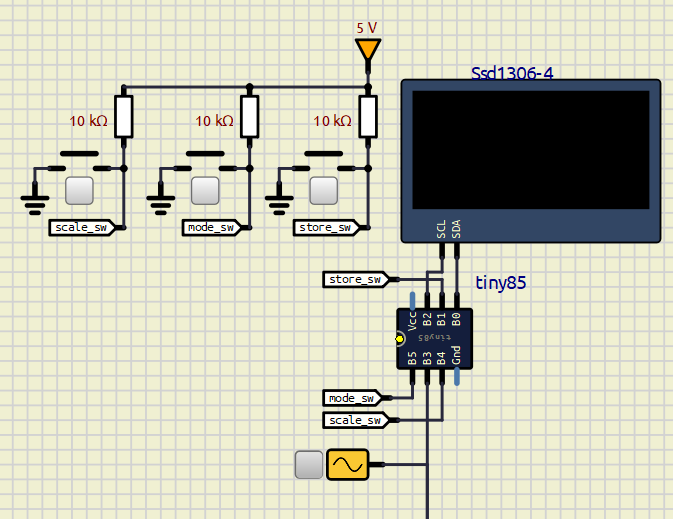 5 V
Ssd1306-4
10 kΩ
10 kΩ
10 kΩ
scale_sw
mode_sw
store_sw
SCL
SDA
store_sw
tiny85
Vcc
B2
B1
B0
tiny85
B5
B3
B4
Gnd
mode_sw
scale_sw